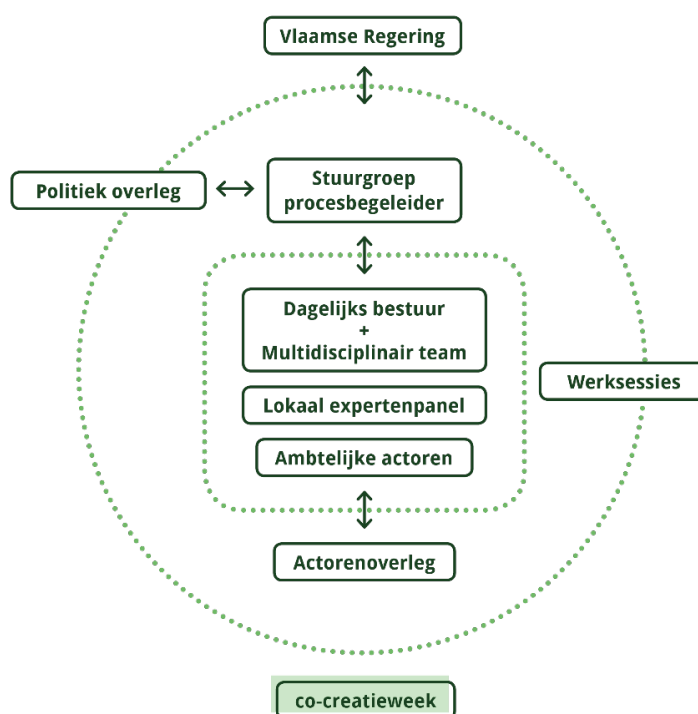 Vlaamse Regering
Politiek overleg
Stuurgroep
procesbegeleider
Dagelijks bestuur
+
Multidisciplinair team
Werksessies
Lokaal expertenpanel
Ambtelijke actoren
Actorenoverleg
co-creatieweek